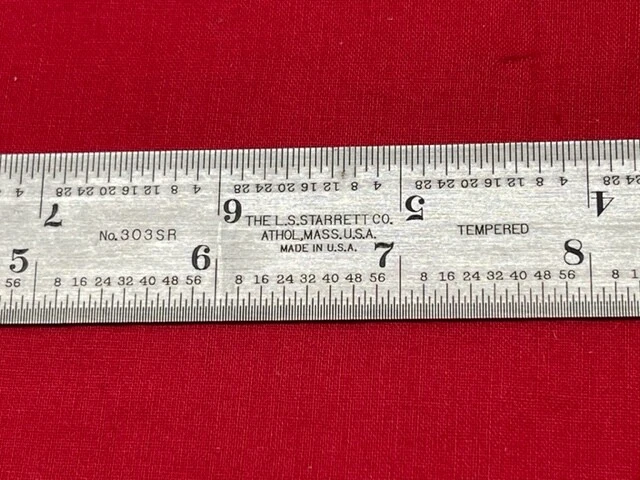 4 28 24 20 16 12 8 4 28 24 20 16 12 8 4 28 24 20 16 12 8 4 28 24
7 6 5 4
No. 303SR
THE L.S.STARRETT CO.
ATHOL, MASS. U.S.A.
MADE IN U.S.A.
TEMPERED
5 6 7 8
56 8 16 24 32 40 48 56 8 16 24 32 40 48 56 8 16 24 32 40 48 56 8